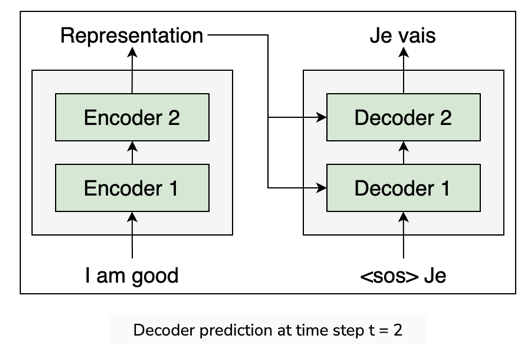 Representation
Je vais
Encoder 2
Decoder 2
Encoder 1
Decoder 1
I am good
<sos> Je
Decoder prediction at time step t = 2